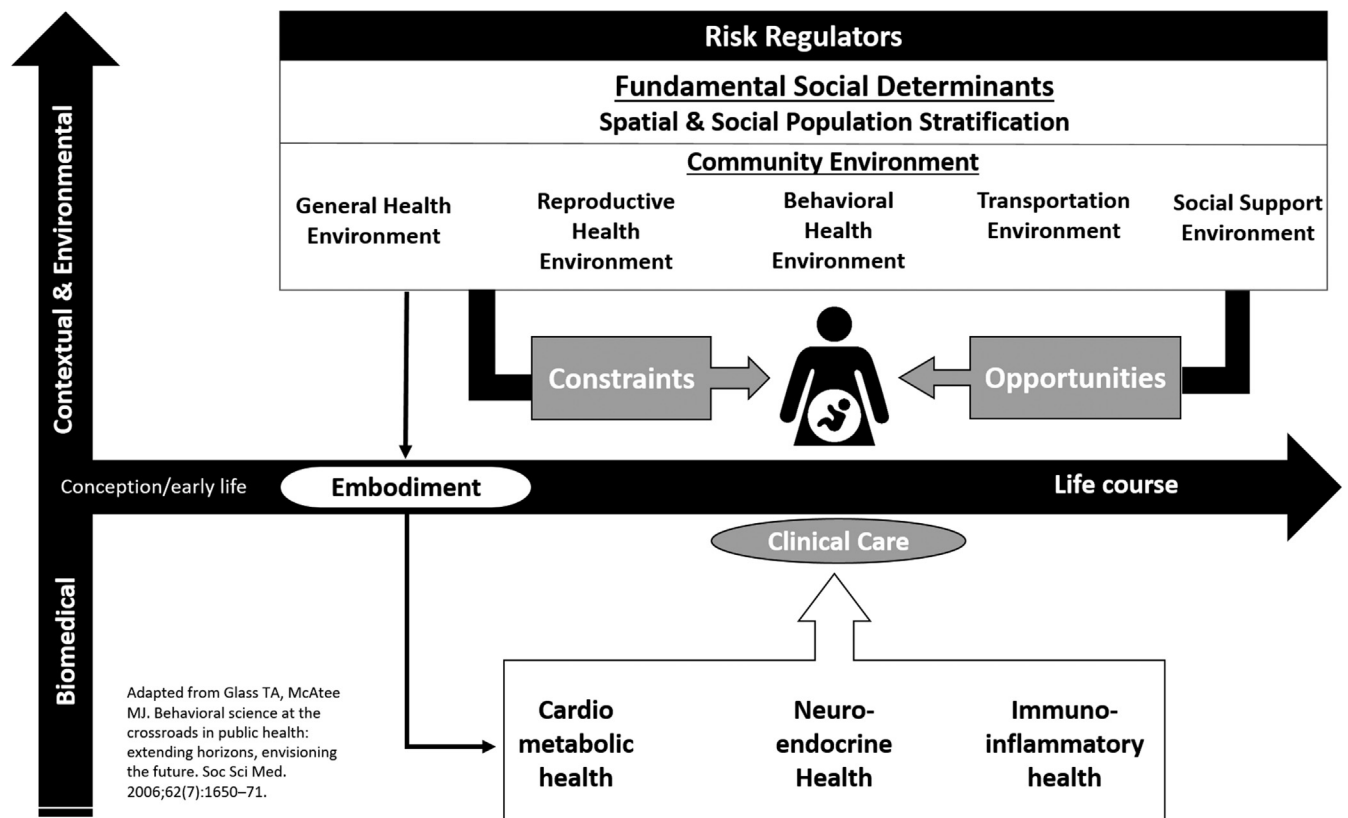 Risk Regulators
Fundamental Social Determinants
Spatial & Social Population Stratification
Community Environment
General Health
Environment
Reproductive
Health
Environment
Behavioral
Health
Environment
Transportation
Environment
Social Support
Environment
Contextual & Environmental
Constraints
Opportunities
Conception/early life
Embodiment
Life course
Clinical Care
Biomedical
Adapted from Glass TA, McAtee
MJ. Behavioral science at the
crossroads in public health:
extending horizons, envisioning
the future. Soc Sci Med.
2006;62(7):1650–71.
Cardio
metabolic
health
Neuro-
endocrine
Health
Immuno-
inflammatory
health